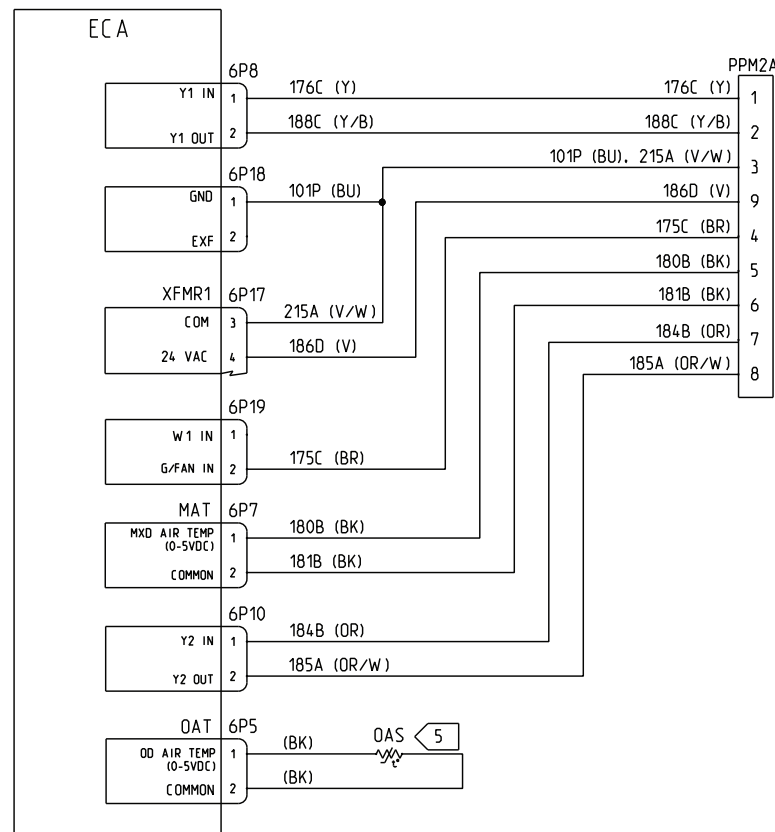 ECA
PPM2A
6P8
Y1 IN 1 176C (Y) 176C (Y) 1
Y1 OUT 2 188C (Y/B) 188C (Y/B) 2
101P (BU), 215A (V/W) 3
6P18
GND 1 101P (BU) 186D (V) 9
EXF 2 175C (BR) 4
180B (BK) 5
XFMR1 6P17 181B (BK) 6
COM 3 215A (V/W)
184B (OR) 7
24 VAC 4 186D (V)
185A (OR/W) 8
6P19
W1 IN 1
G/FAN IN 2 175C (BR)
MAT 6P7
MXD AIR TEMP 1 180B (BK)
(0-5VDC)
COMMON 2 181B (BK)
6P10
Y2 IN 1 184B (OR)
Y2 OUT 2 185A (OR/W)
OAT 6P5
OAS 5
OD AIR TEMP 1 (BK)
(0-5VDC)
t°
COMMON 2 (BK)